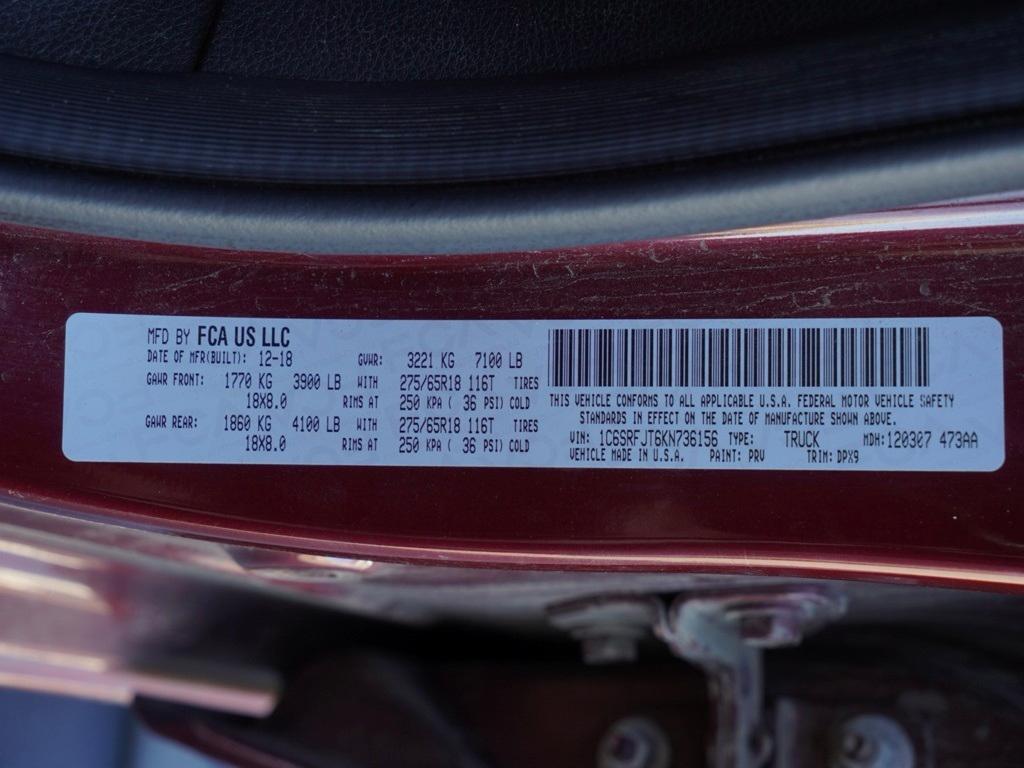 MFD BY FCA US LLC
DATE OF MFR(BUILT): 12-18 GVWR: 3221 KG 7100 LB
GAWR FRONT: 1770 KG 3900 LB WITH 275/65R18 116T TIRES
18X8.0 RIMS AT 250 KPA ( 36 PSI) COLD
GAWR REAR: 1860 KG 4100 LB WITH 275/65R18 116T TIRES
18X8.0 RIMS AT 250 KPA ( 36 PSI) COLD
THIS VEHICLE CONFORMS TO ALL APPLICABLE U.S.A. FEDERAL MOTOR VEHICLE SAFETY
STANDARDS IN EFFECT ON THE DATE OF MANUFACTURE SHOWN ABOVE.
VIN: 1C6SRFJT6KN736156 TYPE: TRUCK MDH: 120307 473AA
VEHICLE MADE IN U.S.A. PAINT: PRV TRIM: DPX9